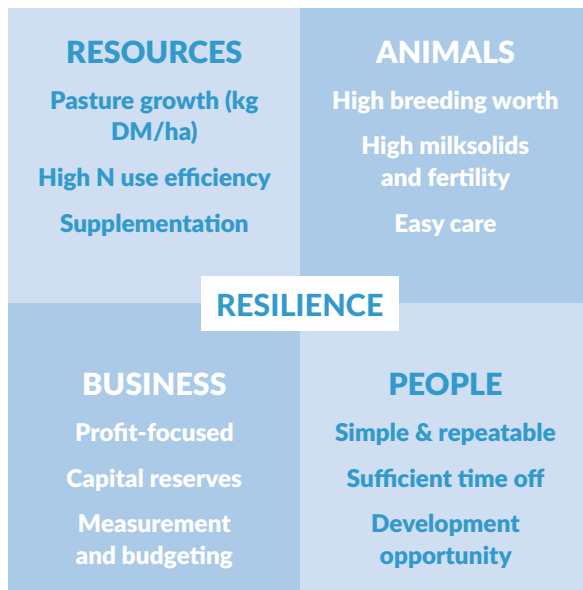 RESOURCES
Pasture growth (kg
DM/ha)
High N use efficiency
Supplementation
ANIMALS
High breeding worth
High milksolids
and fertility
Easy care
RESILIENCE
BUSINESS
Profit-focused
Capital reserves
Measurement
and budgeting
PEOPLE
Simple & repeatable
Sufficient time off
Development
opportunity